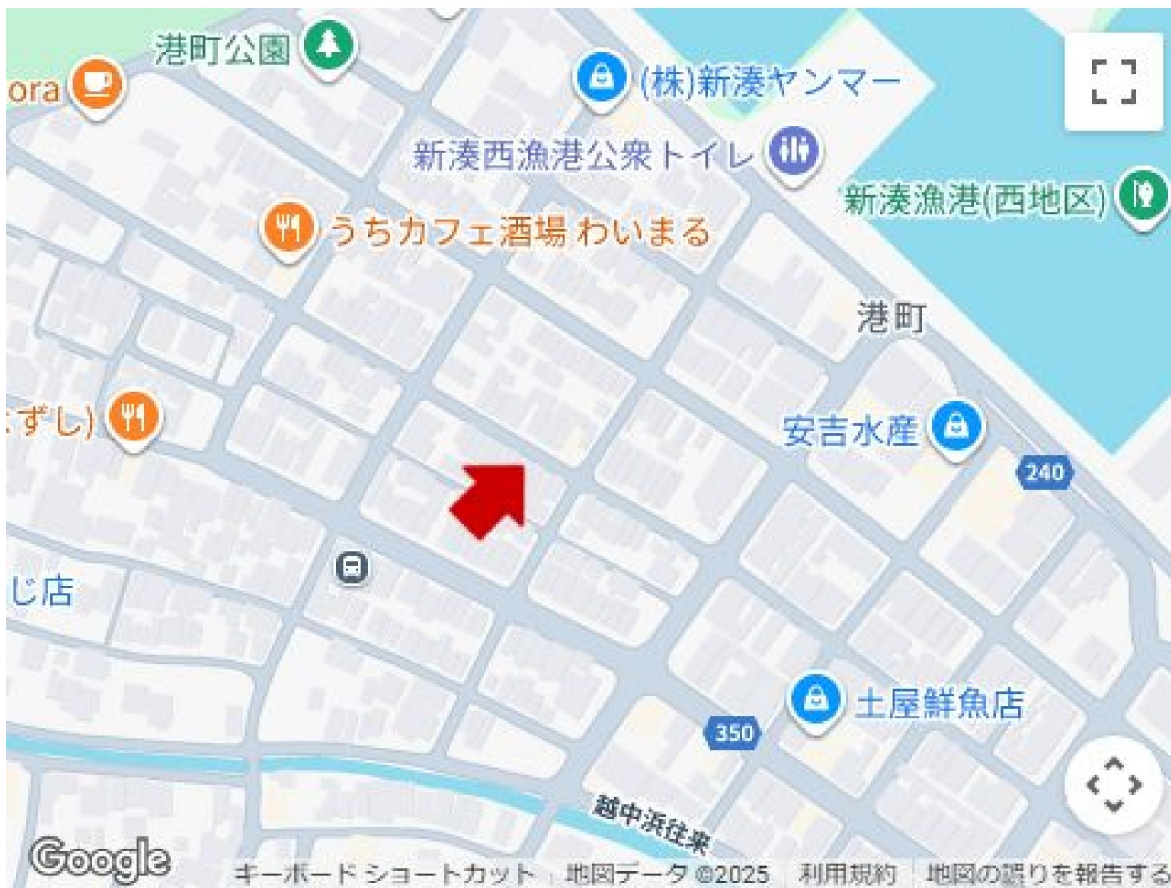 港町公園
ora
(株)新湊ヤンマー
新湊西漁港公衆トイレ
新湊漁港(西地区)
うちカフェ酒場 わいまる
港町
ずし)
安吉水産
240
じ店
土屋鮮魚店
350
越中浜往来
Google
キーボード ショートカット
地図データ ©2025
利用規約
地図の誤りを報告する